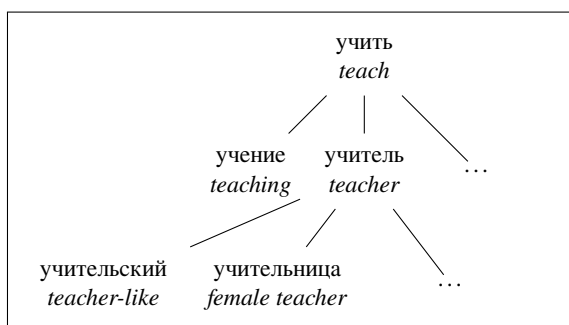 учить
teach
учение учитель
teaching teacher
...
учительский учительница
teacher-like female teacher
...